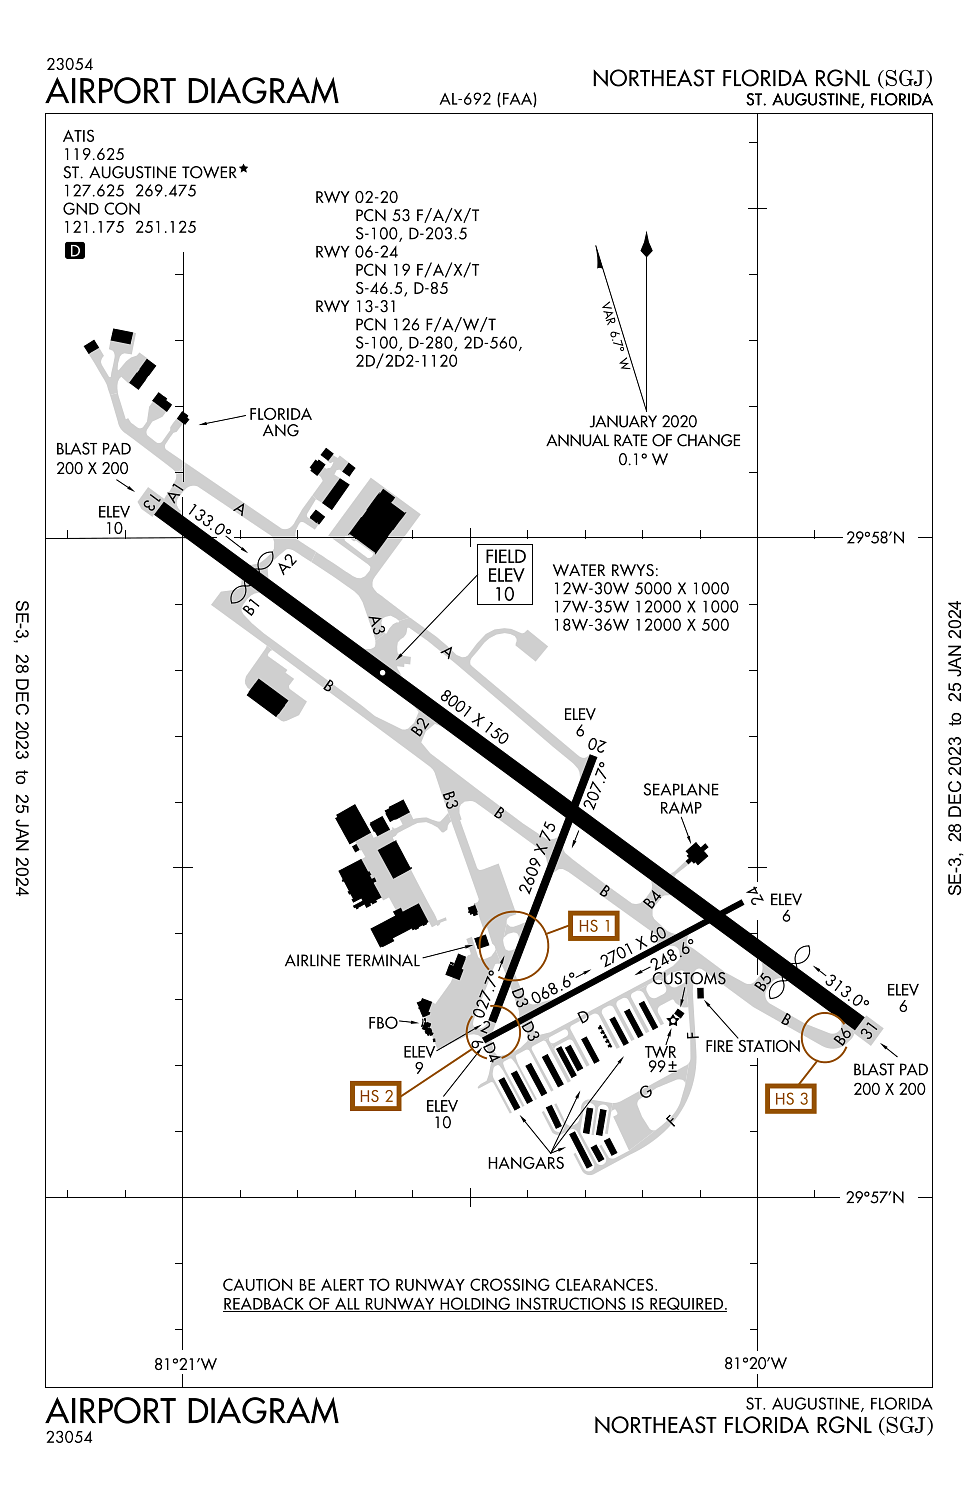 23054
AIRPORT DIAGRAM
AL-692 (FAA)
NORTHEAST FLORIDA RGNL (SGJ)
ST. AUGUSTINE, FLORIDA
ATIS
119.625
ST. AUGUSTINE TOWER★
127.625 269.475
GND CON
121.175 251.125
D
RWY 02-20
PCN 53 F/A/X/T
S-100, D-203.5
RWY 06-24
PCN 19 F/A/X/T
S-46.5, D-85
RWY 13-31
PCN 126 F/A/W/T
S-100, D-280, 2D-560,
2D/2D2-1120
VAR 6.7° W
JANUARY 2020
ANNUAL RATE OF CHANGE
0.1° W
FLORIDA
ANG
BLAST PAD
200 X 200
ELEV
10
13
A1
133.0°
A
A2
B1
29°58'N
FIELD
ELEV
10
WATER RWYS:
12W-30W 5000 X 1000
17W-35W 12000 X 1000
18W-36W 12000 X 500
A3
A
B
B2
8001 X 150
ELEV
6
20
207.7°
SEAPLANE
RAMP
B3
B
2609 X 75
B
B4
24
ELEV
6
HS 1
AIRLINE TERMINAL
2701 X 60
248.6°
068.6°
027.7°
CUSTOMS
B5
313.0°
ELEV
6
D3
D3
D
F
B
B6
31
FBO
2
6
D4
ELEV
9
TWR
99±
FIRE STATION
BLAST PAD
200 X 200
HS 2
ELEV
10
G
F
HS 3
HANGARS
29°57'N
CAUTION BE ALERT TO RUNWAY CROSSING CLEARANCES.
READBACK OF ALL RUNWAY HOLDING INSTRUCTIONS IS REQUIRED.
81°21'W
81°20'W
SE-3, 28 DEC 2023 to 25 JAN 2024
SE-3, 28 DEC 2023 to 25 JAN 2024
AIRPORT DIAGRAM
23054
ST. AUGUSTINE, FLORIDA
NORTHEAST FLORIDA RGNL (SGJ)